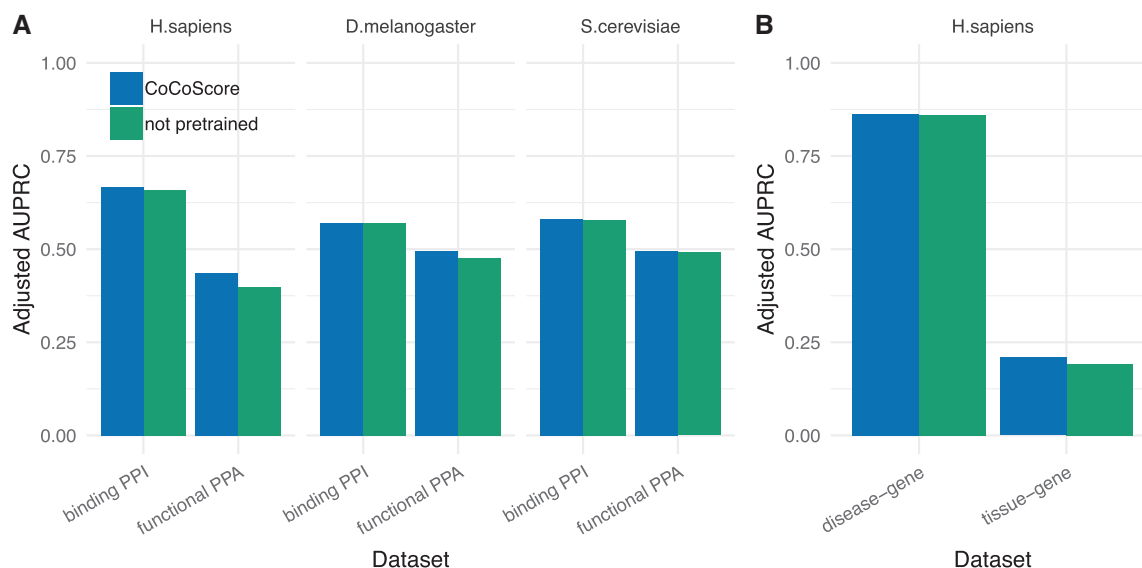 A
H.sapiens
D.melanogaster
S.cerevisiae
CoCoScore
not pretrained
Adjusted AUPRC
1.00
0.75
0.50
0.25
0.00
binding PPI
functional PPA
binding PPI
functional PPA
binding PPI
functional PPA
Dataset
B
H.sapiens
Adjusted AUPRC
1.00
0.75
0.50
0.25
0.00
disease–gene
tissue–gene
Dataset